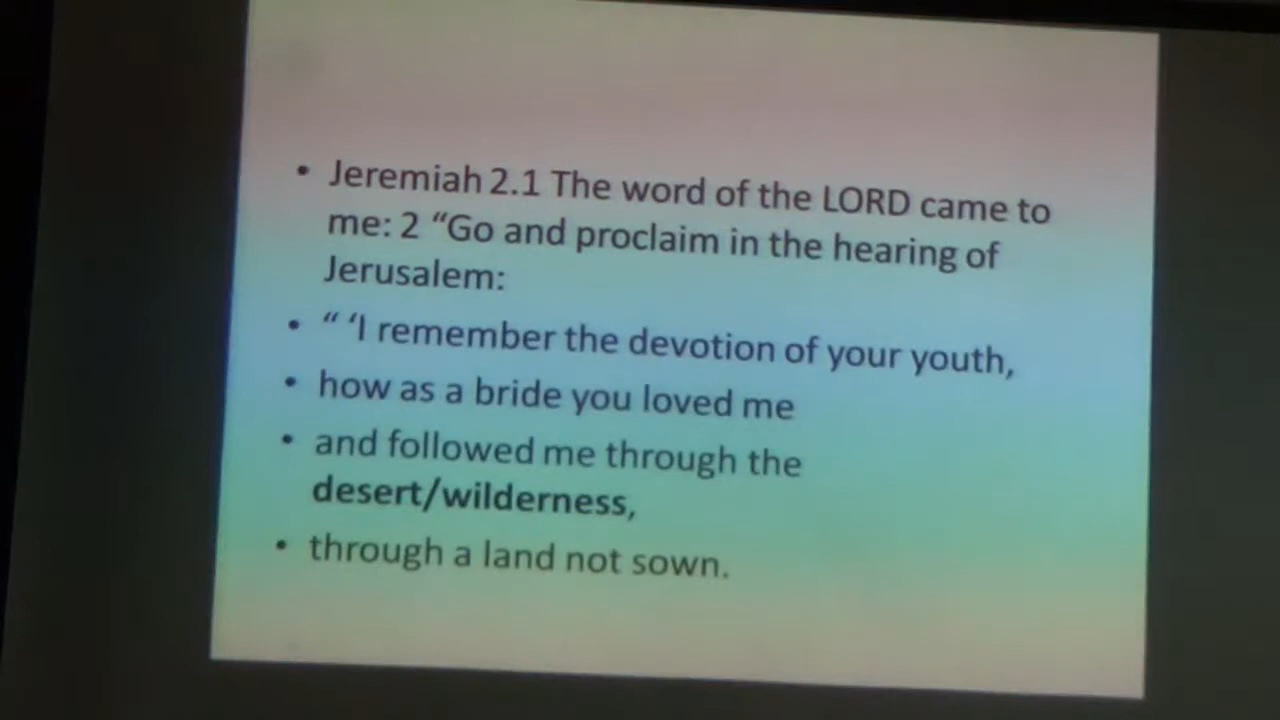 • Jeremiah 2.1 The word of the LORD came to
me: 2 “Go and proclaim in the hearing of
Jerusalem:
• “ ‘I remember the devotion of your youth,
• how as a bride you loved me
• and followed me through the
desert/wilderness,
• through a land not sown.